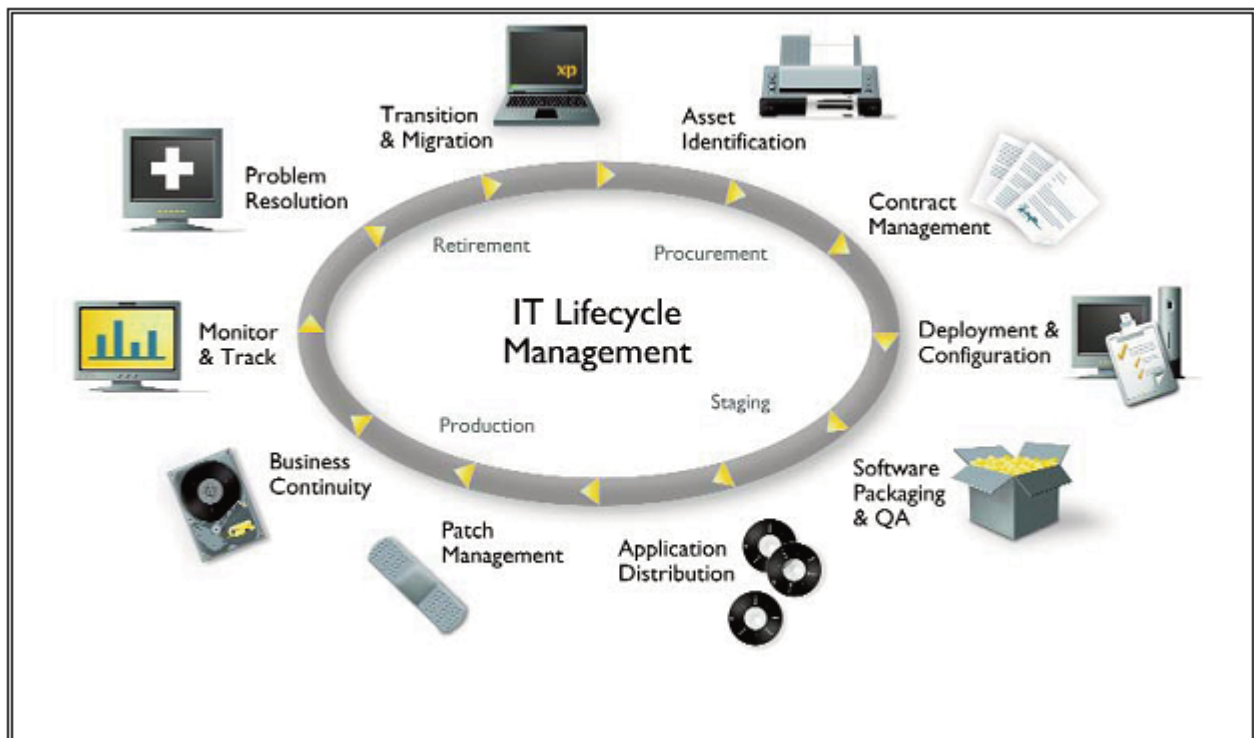 xp
Transition
& Migration
Asset
Identification
Problem
Resolution
Contract
Management
Retirement
Procurement
IT Lifecycle
Management
Monitor
& Track
Deployment &
Configuration
Staging
Production
Business
Continuity
Software
Packaging
& QA
Patch
Management
Application
Distribution